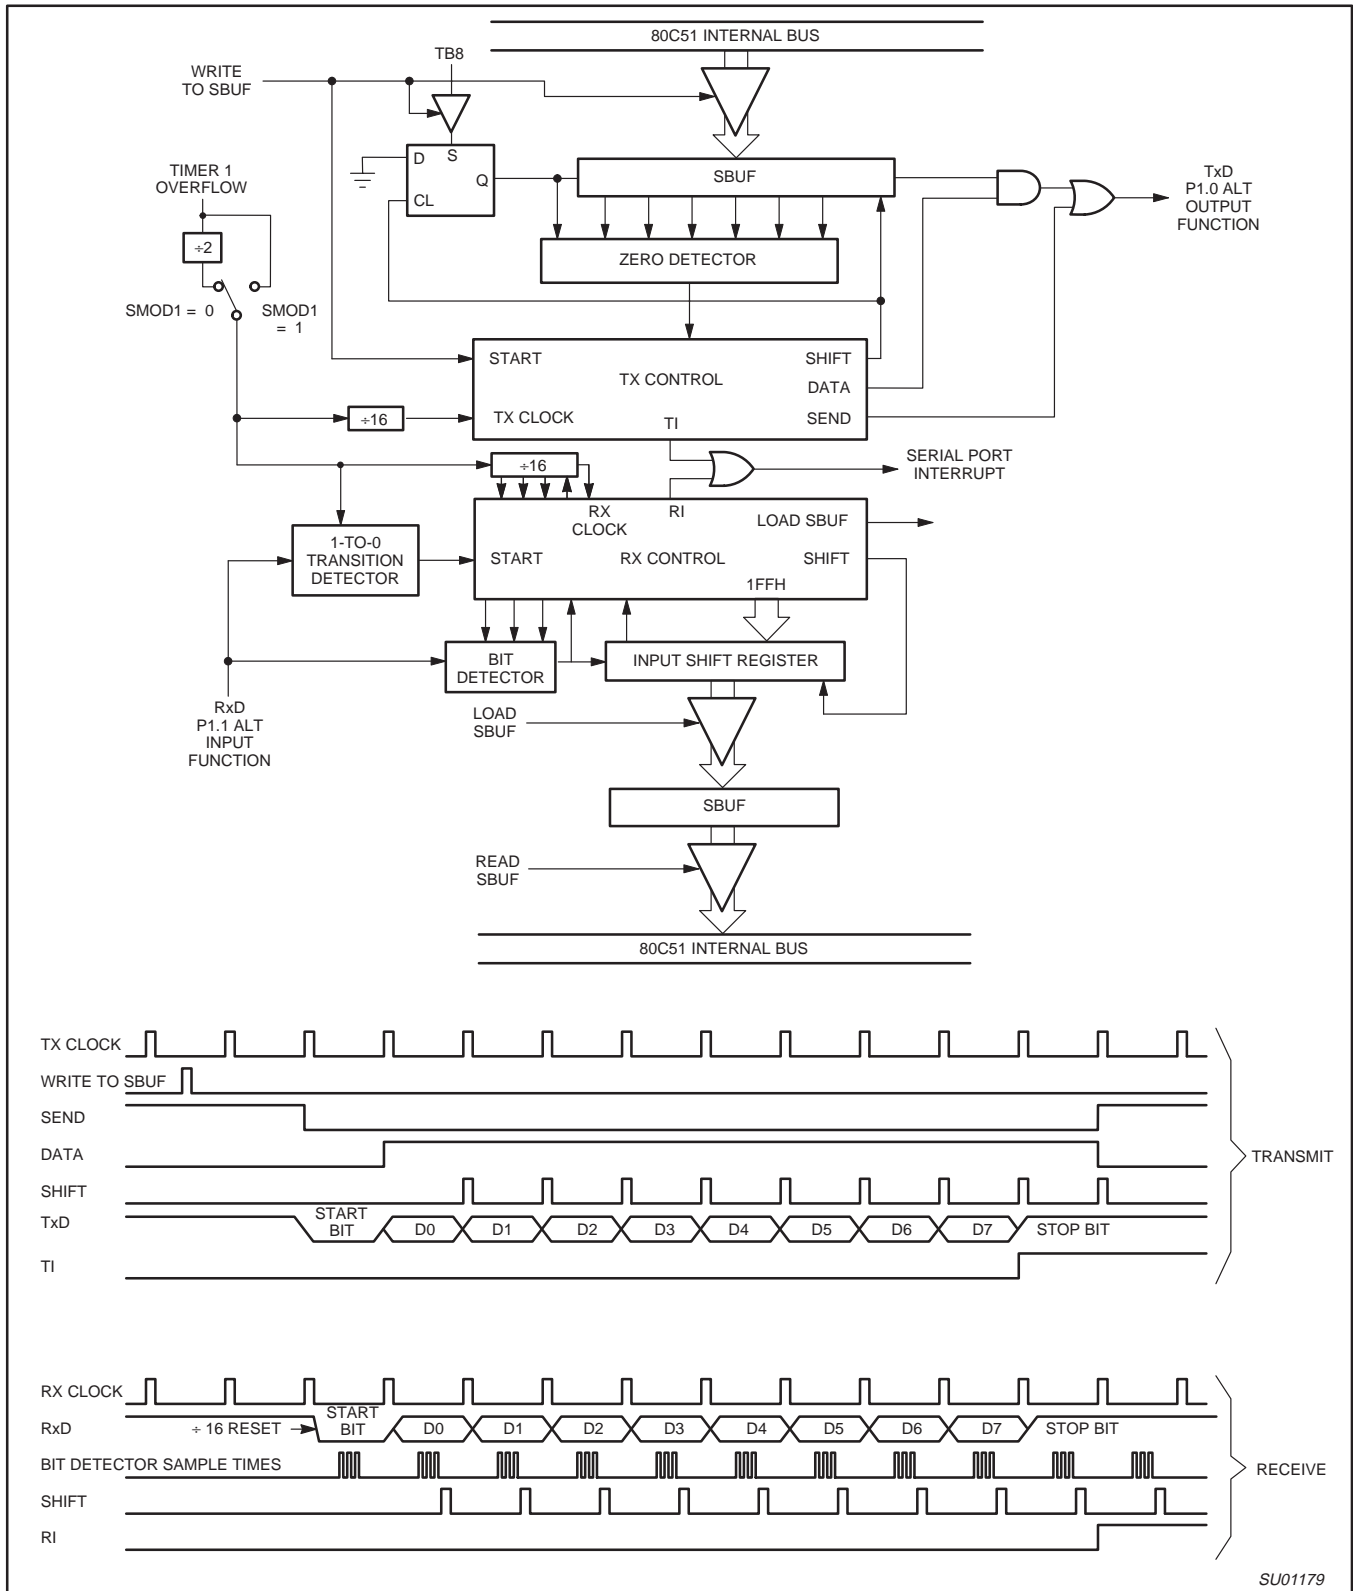 80C51 INTERNAL BUS
TB8
WRITE
TO SBUF
D
S
Q
CL
SBUF
TxD
P1.0 ALT
OUTPUT
FUNCTION
TIMER 1
OVERFLOW
÷2
ZERO DETECTOR
SMOD1 = 0
SMOD1
= 1
START
SHIFT
TX CONTROL
DATA
÷16
TX CLOCK
TI
SEND
SERIAL PORT
INTERRUPT
÷16
RX
CLOCK
RI
LOAD SBUF
1-TO-0
TRANSITION
DETECTOR
START
RX CONTROL
SHIFT
1FFH
BIT
DETECTOR
INPUT SHIFT REGISTER
RxD
P1.1 ALT
INPUT
FUNCTION
LOAD
SBUF
SBUF
READ
SBUF
80C51 INTERNAL BUS
TX CLOCK
WRITE TO SBUF
SEND
DATA
TRANSMIT
SHIFT
TxD
START
BIT
D0 D1 D2 D3 D4 D5 D6 D7 STOP BIT
TI
RX CLOCK
RxD
÷ 16 RESET
START
BIT
D0 D1 D2 D3 D4 D5 D6 D7 STOP BIT
BIT DETECTOR SAMPLE TIMES
RECEIVE
SHIFT
RI
SU01179